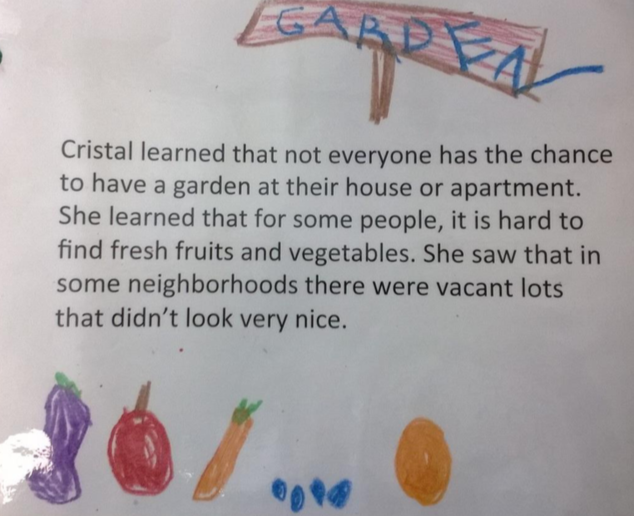 GARDEN
Cristal learned that not everyone has the chance
to have a garden at their house or apartment.
She learned that for some people, it is hard to
find fresh fruits and vegetables. She saw that in
some neighborhoods there were vacant lots
that didn’t look very nice.